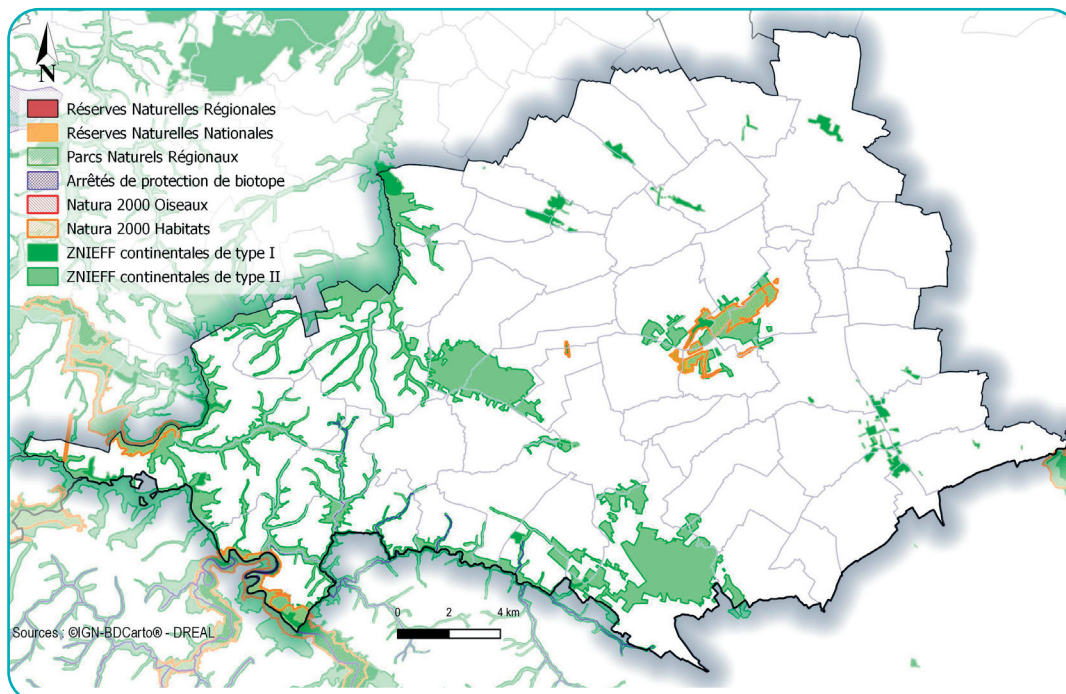 N
Réserves Naturelles Régionales
Réserves Naturelles Nationales
Parcs Naturels Régionaux
Arrêtés de protection de biotope
Natura 2000 Oiseaux
Natura 2000 Habitats
ZNIEFF continentales de type I
ZNIEFF continentales de type II
0 2 4 km
Sources : ©IGN-BDCarto® - DREAL